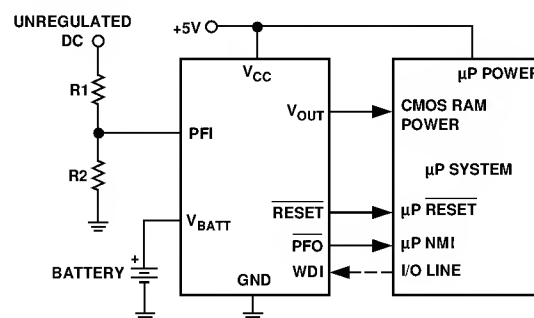 UNREGULATED
DC
+5V
R1
R2
BATTERY
+
VCC
PFI
VBATT
GND
VOUT
RESET
PFO
WDI
µP POWER
CMOS RAM
POWER
µP SYSTEM
µP RESET
µP NMI
I/O LINE